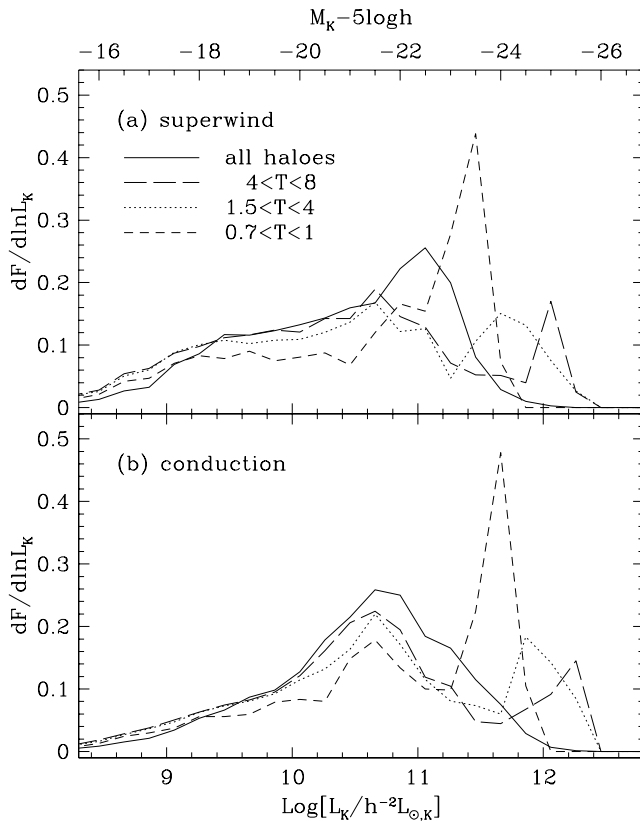 M_K−5logh
−16 −18 −20 −22 −24 −26
0.5
(a) superwind
all haloes
0.4
4<T<8
1.5<T<4
0.3
0.7<T<1
dF/dlnL_K
0.2
0.1
0
0.5
(b) conduction
0.4
0.3
dF/dlnL_K
0.2
0.1
0
9 10 11 12
Log[L_K/h⁻²L_⊙,K]